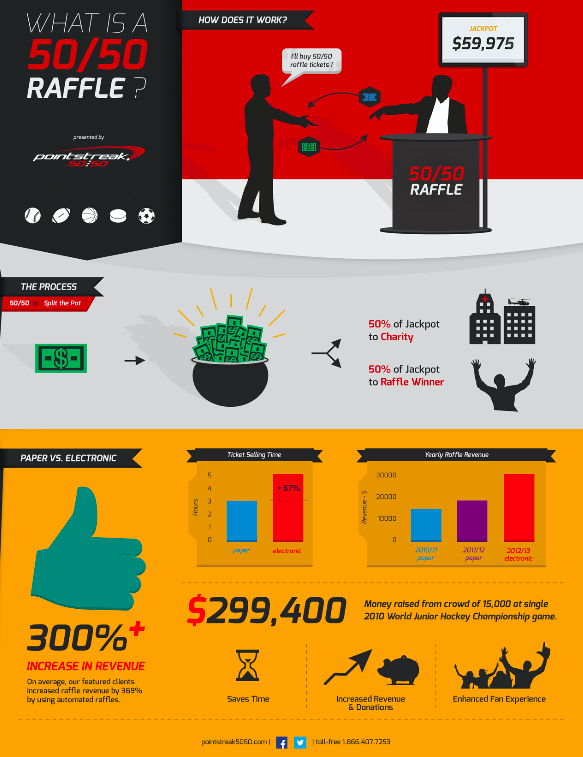 WHAT IS A
50/50
RAFFLE ?
presented by
pointstreak
50/50
HOW DOES IT WORK?
I'll buy 50/50
raffle tickets !
JACKPOT
$59,975
50/50
RAFFLE
THE PROCESS
50/50 Split the Pot
50% of Jackpot
to Charity
50% of Jackpot
to Raffle Winner
PAPER VS. ELECTRONIC
300%+
INCREASE IN REVENUE
On average, our featured clients
increased raffle revenue by 369%
by using automated raffles.
Ticket Selling Time
Hours
5
4
3
2
1
0
+ 67%
paper
electronic
Yearly Raffle Revenue
Revenue - $
30000
20000
10000
0
2010/11
paper
2011/12
paper
2012/13
electronic
$299,400
Money raised from crowd of 15,000 at single
2010 World Junior Hockey Championship game.
Saves Time
Increased Revenue
& Donations
Enhanced Fan Experience
pointstreak5050.com | | toll-free 1.866.407.7253